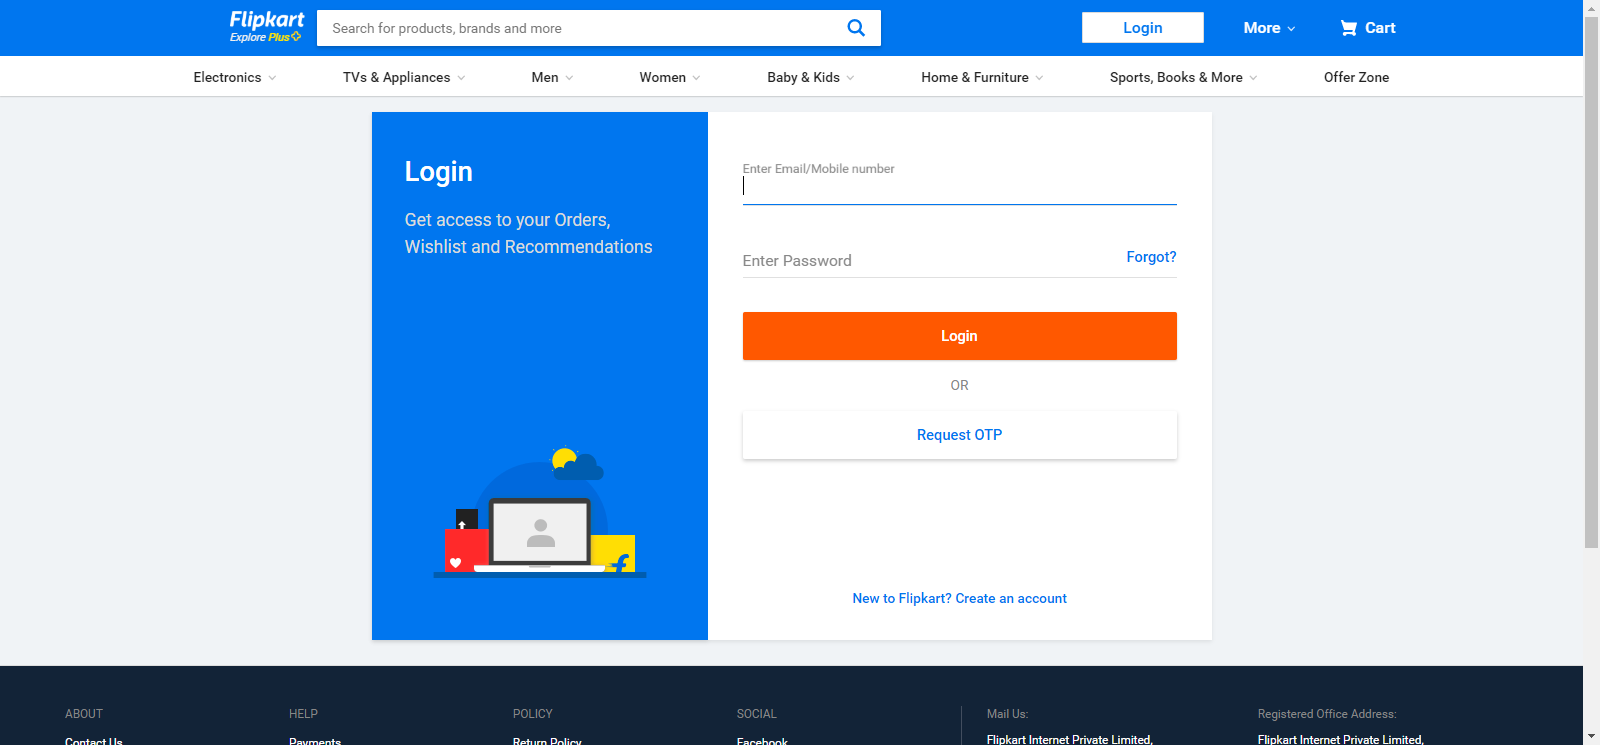 Flipkart
Explore Plus
Search for products, brands and more
Login
More
Cart
Electronics
TVs & Appliances
Men
Women
Baby & Kids
Home & Furniture
Sports, Books & More
Offer Zone
Login
Get access to your Orders,
Wishlist and Recommendations
Enter Email/Mobile number
Enter Password
Forgot?
Login
OR
Request OTP
New to Flipkart? Create an account
ABOUT
HELP
POLICY
SOCIAL
Mail Us:
Registered Office Address:
Contact Us
Payments
Return Policy
Facebook
Flipkart Internet Private Limited,
Flipkart Internet Private Limited,